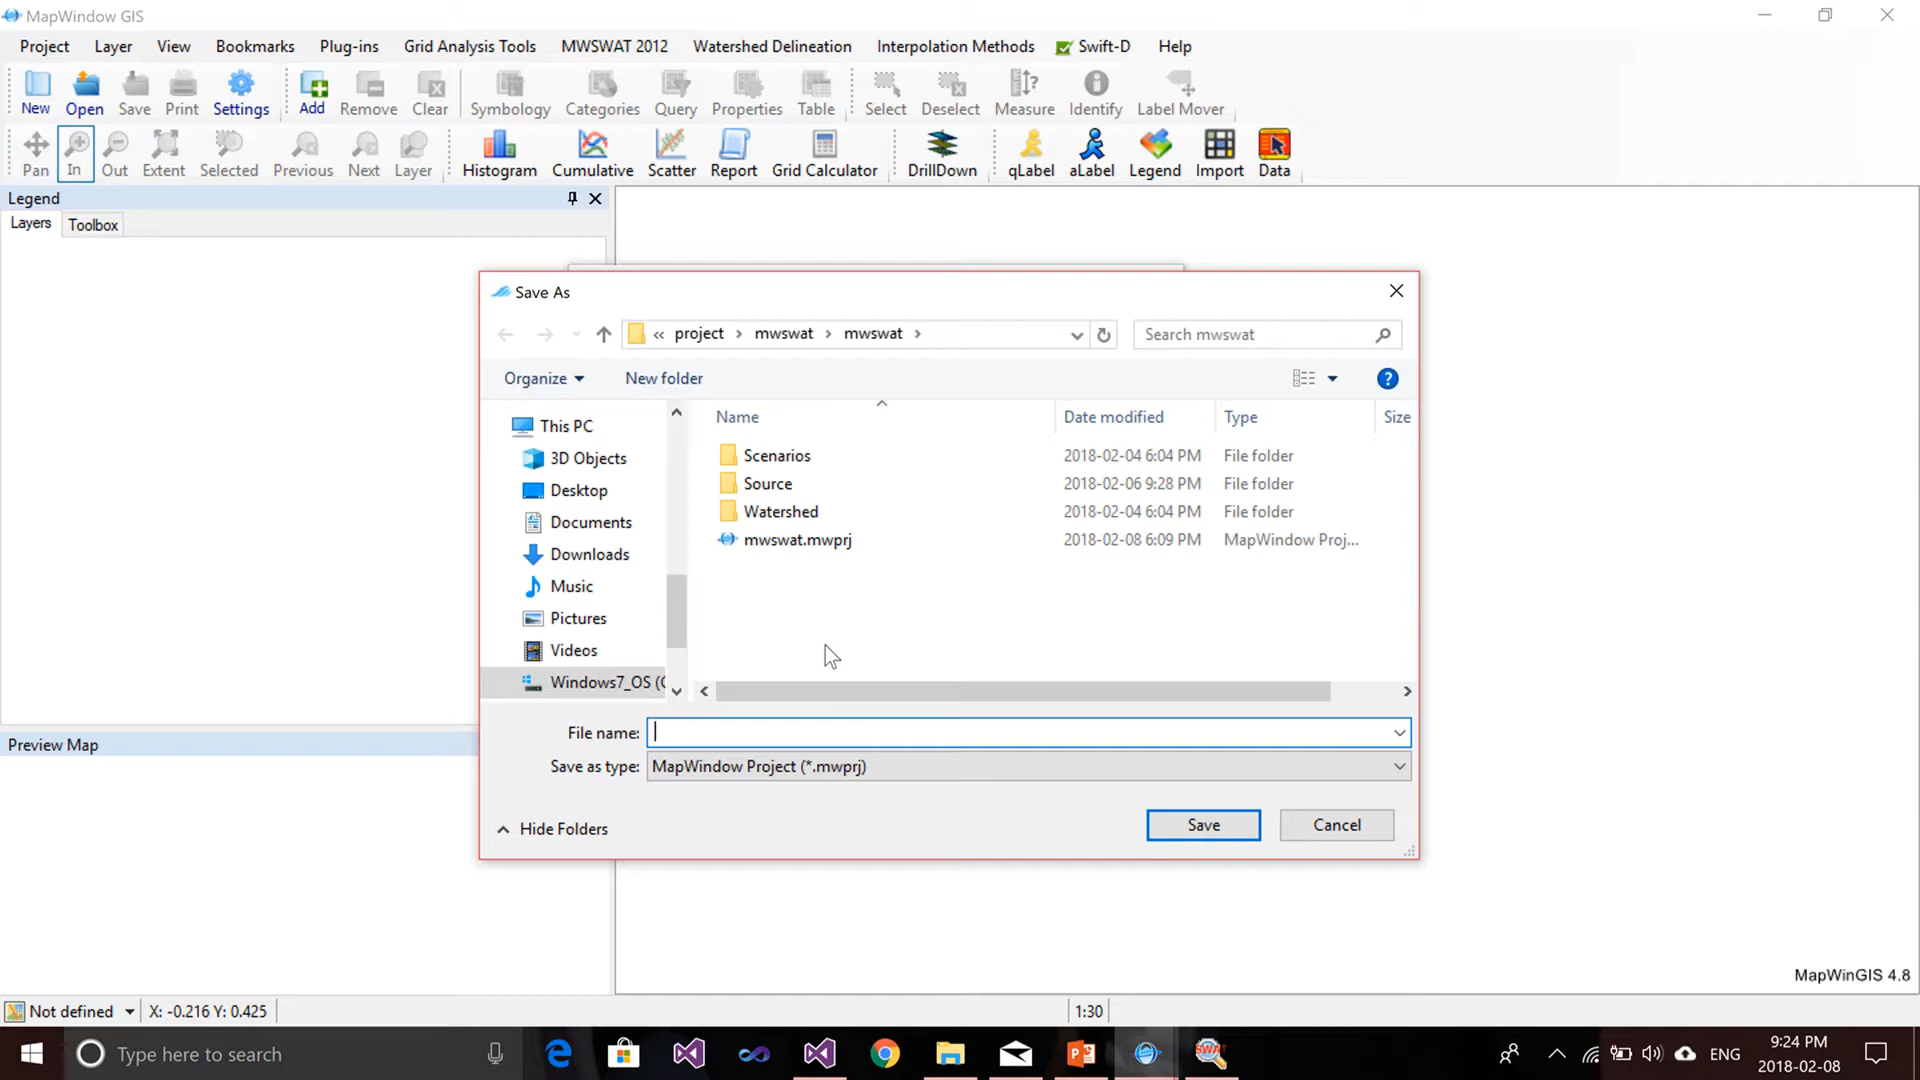 MapWindow GIS
Project Layer View Bookmarks Plug-ins Grid Analysis Tools MWSWAT 2012 Watershed Delineation Interpolation Methods Swift-D Help
New Open Save Print Settings Add Remove Clear Symbology Categories Query Properties Table Select Deselect Measure Identify Label Mover
Pan In Out Extent Selected Previous Next Layer Histogram Cumulative Scatter Report Grid Calculator DrillDown qLabel aLabel Legend Import Data
Legend
Layers Toolbox
Save As
« project › mwswat › mwswat ›
Search mwswat
Organize New folder
Name Date modified Type Size
This PC
3D Objects
Desktop
Documents
Downloads
Music
Pictures
Videos
Windows7_OS (C
Scenarios 2018-02-04 6:04 PM File folder
Source 2018-02-06 9:28 PM File folder
Watershed 2018-02-04 6:04 PM File folder
mwswat.mwprj 2018-02-08 6:09 PM MapWindow Proj...
File name:
Save as type: MapWindow Project (*.mwprj)
Hide Folders
Save Cancel
Preview Map
MapWinGIS 4.8
Not defined X: -0.216 Y: 0.425 1:30
Type here to search
SWAT
ENG
9:24 PM
2018-02-08